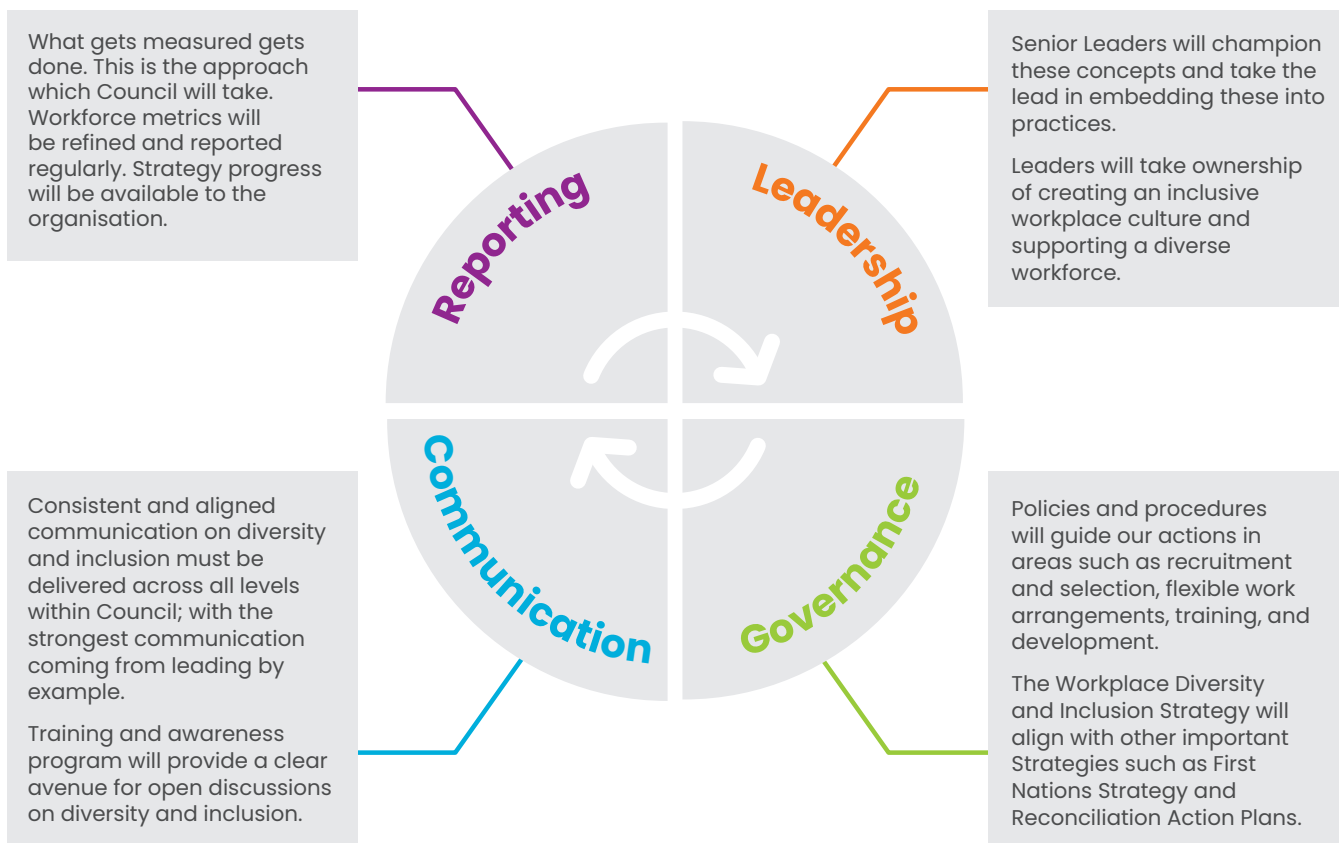 What gets measured gets
done. This is the approach
which Council will take.
Workforce metrics will
be refined and reported
regularly. Strategy progress
will be available to the
organisation.
Reporting
Leadership
Senior Leaders will champion
these concepts and take the
lead in embedding these into
practices.
Leaders will take ownership
of creating an inclusive
workplace culture and
supporting a diverse
workforce.
Consistent and aligned
communication on diversity
and inclusion must be
delivered across all levels
within Council; with the
strongest communication
coming from leading by
example.
Training and awareness
program will provide a clear
avenue for open discussions
on diversity and inclusion.
Communication
Governance
Policies and procedures
will guide our actions in
areas such as recruitment
and selection, flexible work
arrangements, training, and
development.
The Workplace Diversity
and Inclusion Strategy will
align with other important
Strategies such as First
Nations Strategy and
Reconciliation Action Plans.